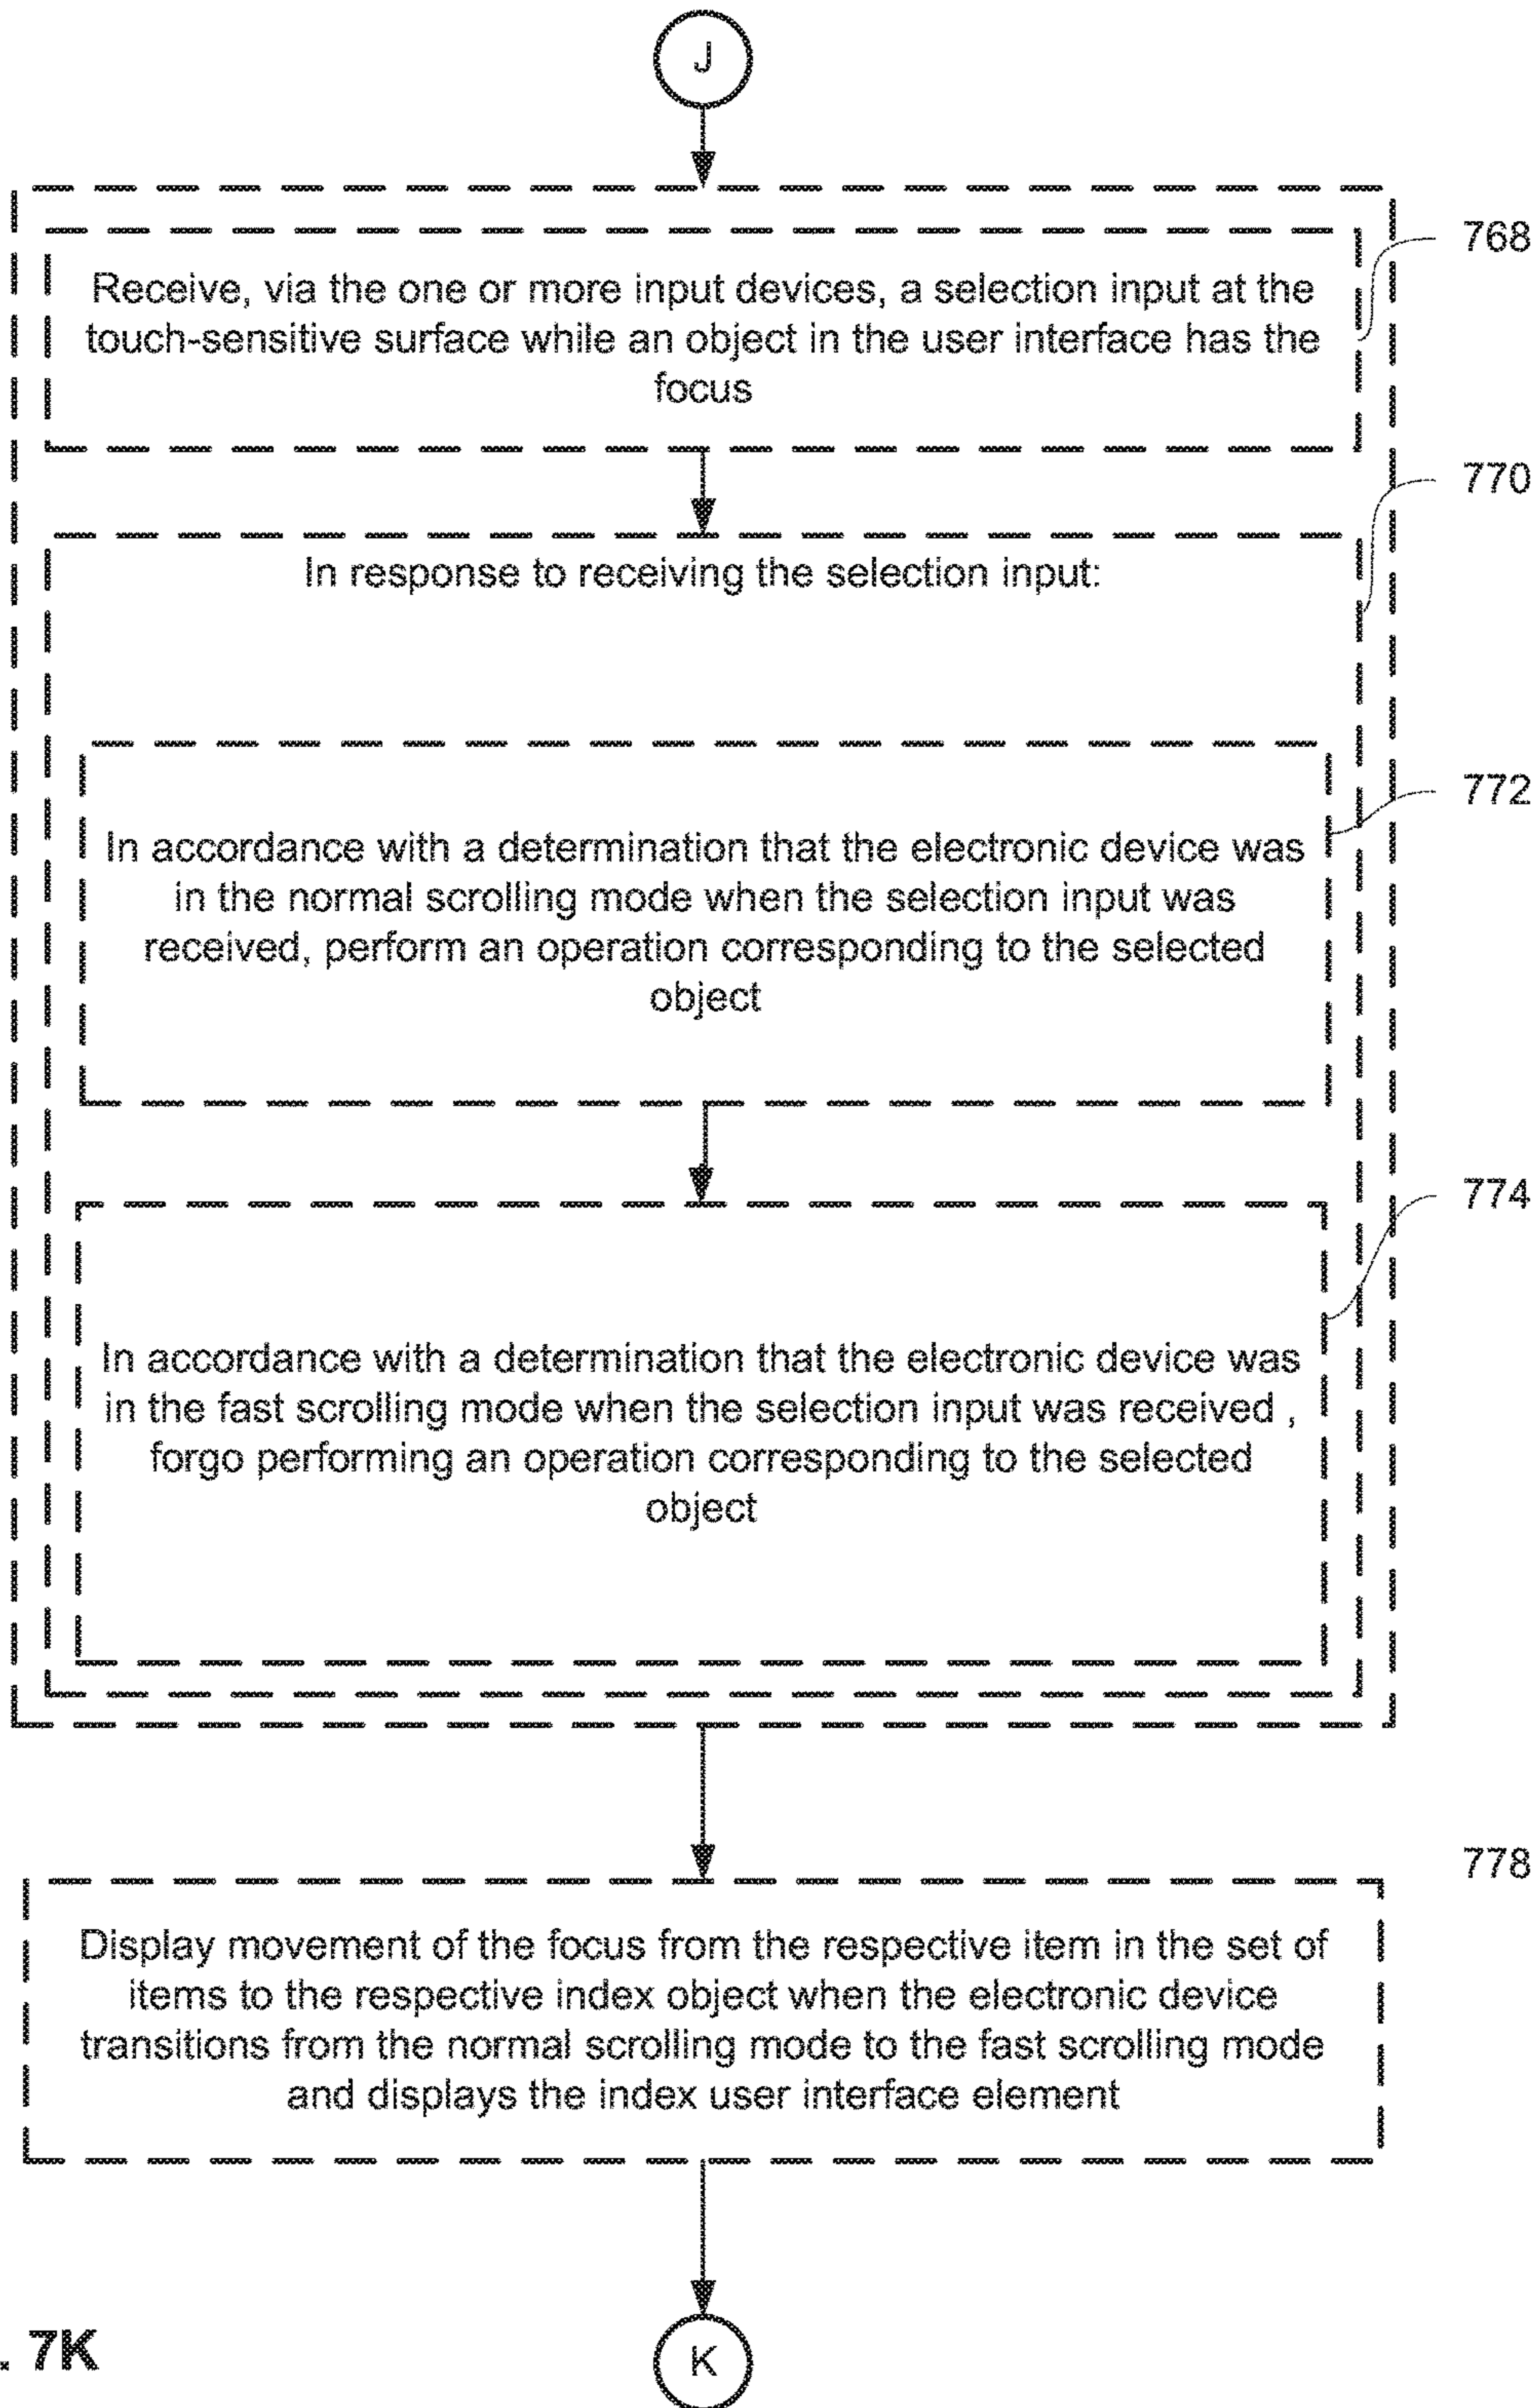 J
768
Receive, via the one or more input devices, a selection input at the
touch-sensitive surface while an object in the user interface has the
focus
770
In response to receiving the selection input:
772
In accordance with a determination that the electronic device was
in the normal scrolling mode when the selection input was
received, perform an operation corresponding to the selected
object
774
In accordance with a determination that the electronic device was
in the fast scrolling mode when the selection input was received ,
forgo performing an operation corresponding to the selected
object
778
Display movement of the focus from the respective item in the set of
items to the respective index object when the electronic device
transitions from the normal scrolling mode to the fast scrolling mode
and displays the index user interface element
. 7K
K